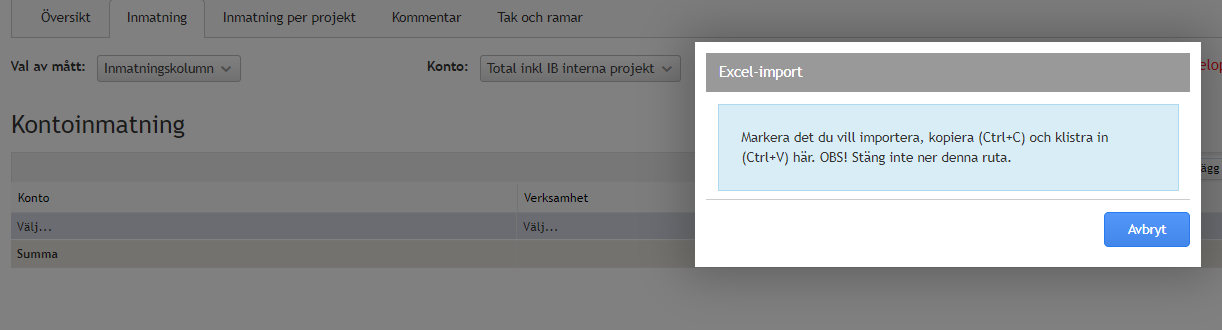 Översikt Inmatning Inmatning per projekt Kommentar Tak och ramar
Val av mått: Inmatningskolumn Konto: Total inkl IB interna projekt
Excel-import
Markera det du vill importera, kopiera (Ctrl+C) och klistra in
(Ctrl+V) här. OBS! Stäng inte ner denna ruta.
Avbryt
Kontoinmatning
Konto Verksamhet
Välj... Välj...
Summa